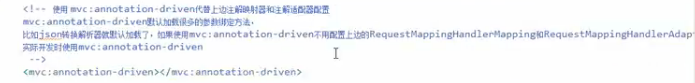 <!-- 使用 mvc:annotation-driven代替上边注解映射器和注解适配器配置
mvc:annotation-driven默认加载很多的参数绑定方法，
比如json转换解析器就默认加载了，如果使用mvc:annotation-driven不用配置上边的RequestMappingHandlerMapping和RequestMappingHandlerAdap
实际开发时使用mvc:annotation-driven
-->
<mvc:annotation-driven></mvc:annotation-driven>